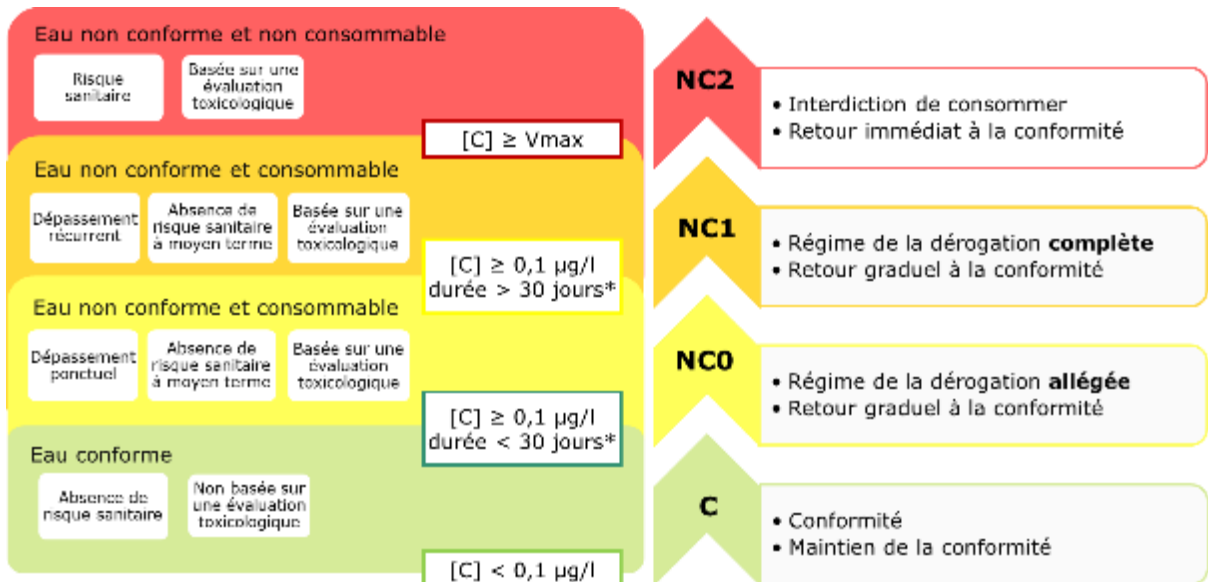 Eau non conforme et non consommable
Risque
sanitaire
Basée sur une
évaluation
toxicologique
[C] ≥ Vmax
Eau non conforme et consommable
Dépassement
récurrent
Absence de
risque sanitaire
à moyen terme
Basée sur une
évaluation
toxicologique
[C] ≥ 0,1 µg/l
durée > 30 jours*
Eau non conforme et consommable
Dépassement
ponctuel
Absence de
risque sanitaire
à moyen terme
Basée sur une
évaluation
toxicologique
[C] ≥ 0,1 µg/l
durée < 30 jours*
Eau conforme
Absence de
risque sanitaire
Non basée sur
une évaluation
toxicologique
[C] < 0,1 µg/l
NC2
• Interdiction de consommer
• Retour immédiat à la conformité
NC1
• Régime de la dérogation complète
• Retour graduel à la conformité
NC0
• Régime de la dérogation allégée
• Retour graduel à la conformité
C
• Conformité
• Maintien de la conformité